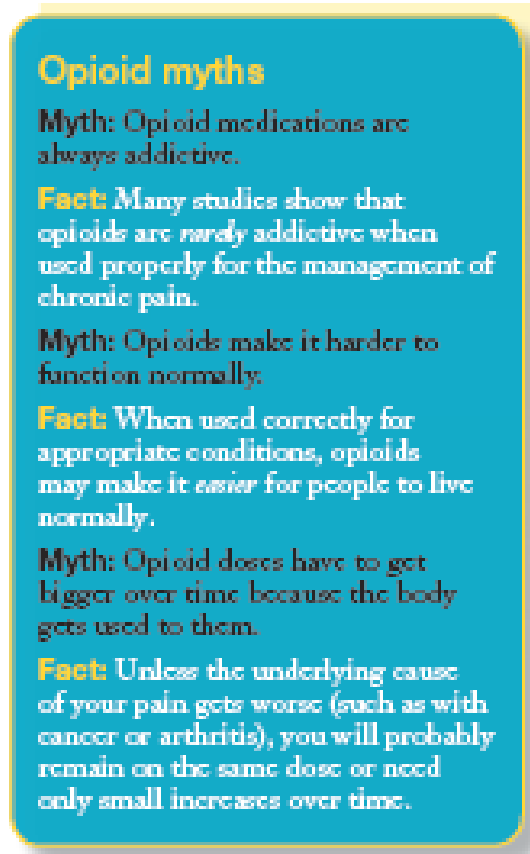 Opioid myths
Myth: Opioid medications are
always addictive.
Fact: Many studies show that
opioids are rarely addictive when
used properly for the management of
chronic pain.
Myth: Opioids make it harder to
function normally.
Fact: When used correctly for
appropriate conditions, opioids
may make it easier for people to live
normally.
Myth: Opioid doses have to get
bigger over time because the body
gets used to them.
Fact: Unless the underlying cause
of your pain gets worse (such as with
cancer or arthritis), you will probably
remain on the same dose or need
only small increases over time.